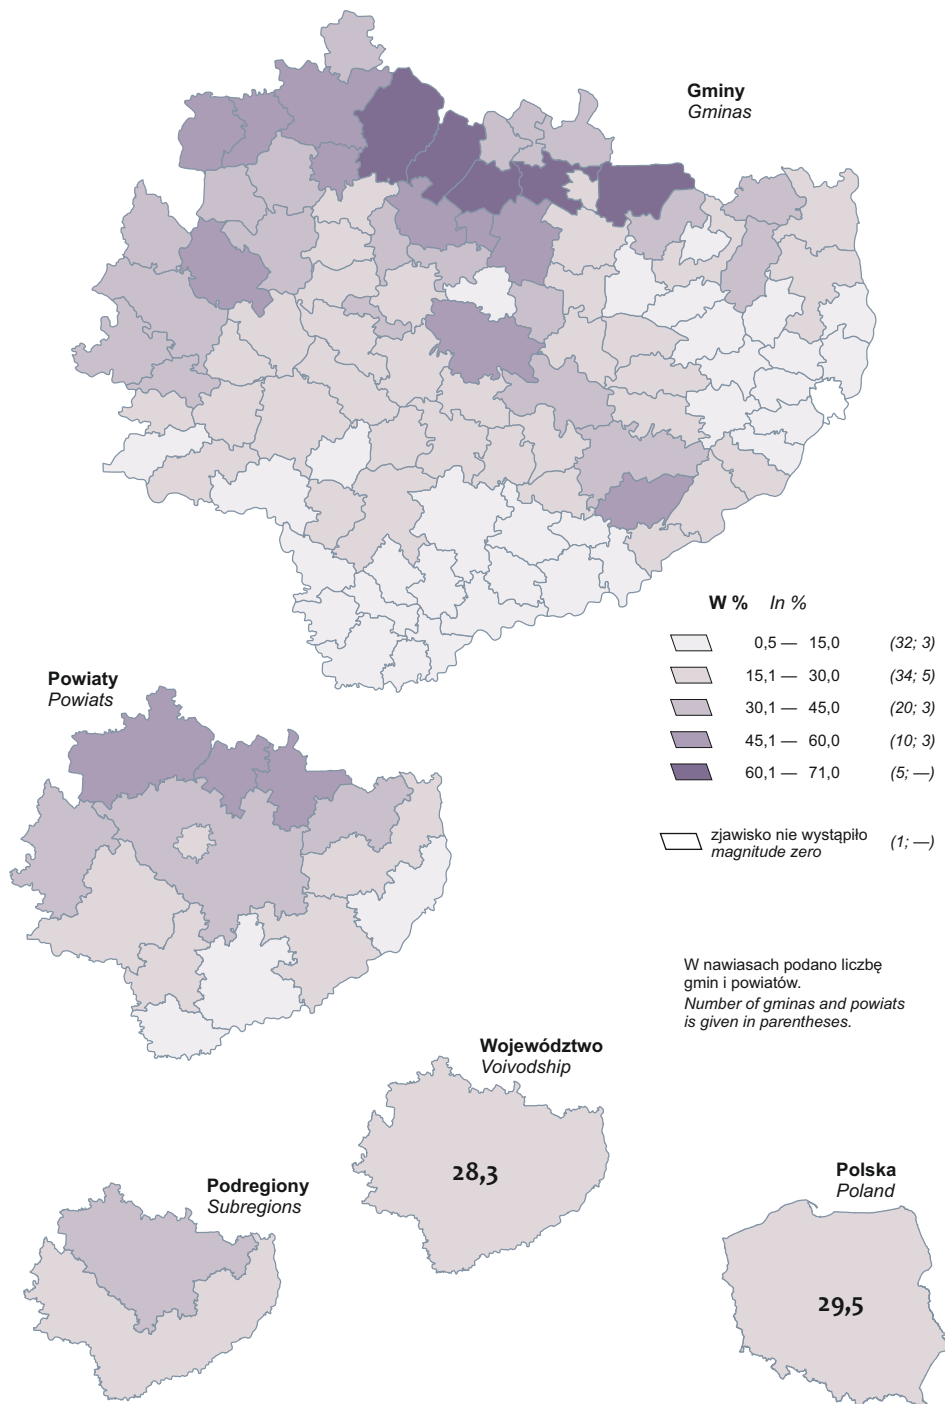 Gminy
Gminas
W % In %
0,5 — 15,0 (32; 3)
15,1 — 30,0 (34; 5)
30,1 — 45,0 (20; 3)
45,1 — 60,0 (10; 3)
60,1 — 71,0 (5; —)
zjawisko nie wystąpiło
magnitude zero (1; —)
W nawiasach podano liczbę
gmin i powiatów.
Number of gminas and powiats
is given in parentheses.
Powiaty
Powiats
Województwo
Voivodship
28,3
Podregiony
Subregions
Polska
Poland
29,5